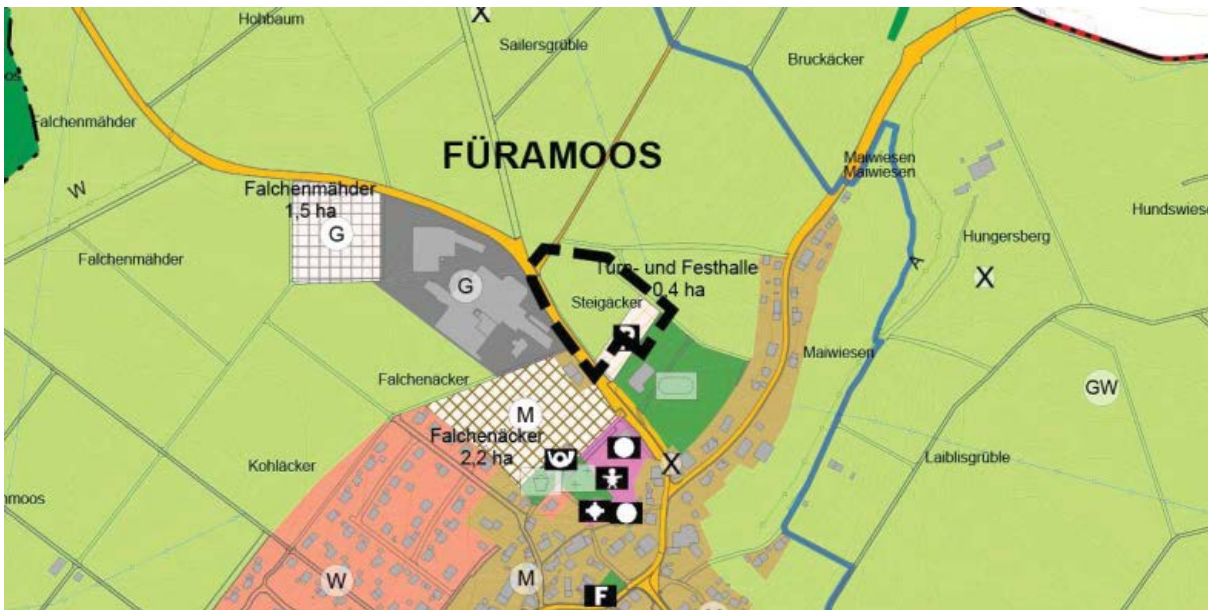 X
Hohbaum
Sailersgrüble
Bruckäcker
Falchenmähder
FÜRAMOOS
Maiwiesen
Maiwiesen
W
Falchenmähder
1,5 ha
G
Hundswiese
Hungersberg
Falchenmähder
G
A
X
Turn- und Festhalle
0,4 ha
Steigäcker
P
Maiwiesen
Falchenäcker
GW
M
Falchenäcker
2,2 ha
Kohläcker
X
Laiblisgrüble
nmoos
W
M
F